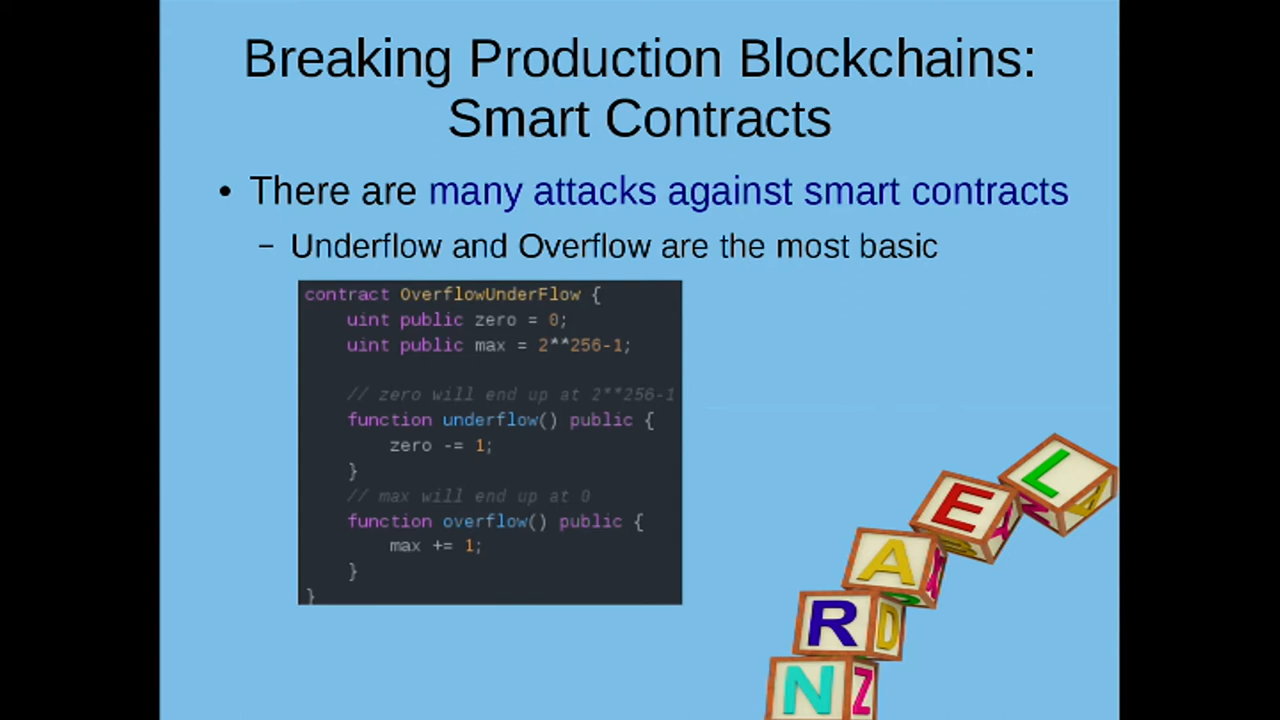 Breaking Production Blockchains:
Smart Contracts
• There are many attacks against smart contracts
– Underflow and Overflow are the most basic
contract OverflowUnderFlow {
    uint public zero = 0;
    uint public max = 2**256-1;
    // zero will end up at 2**256-1
    function underflow() public {
        zero -= 1;
    }
    // max will end up at 0
    function overflow() public {
        max += 1;
    }
}
L
E
A
R D
N Z